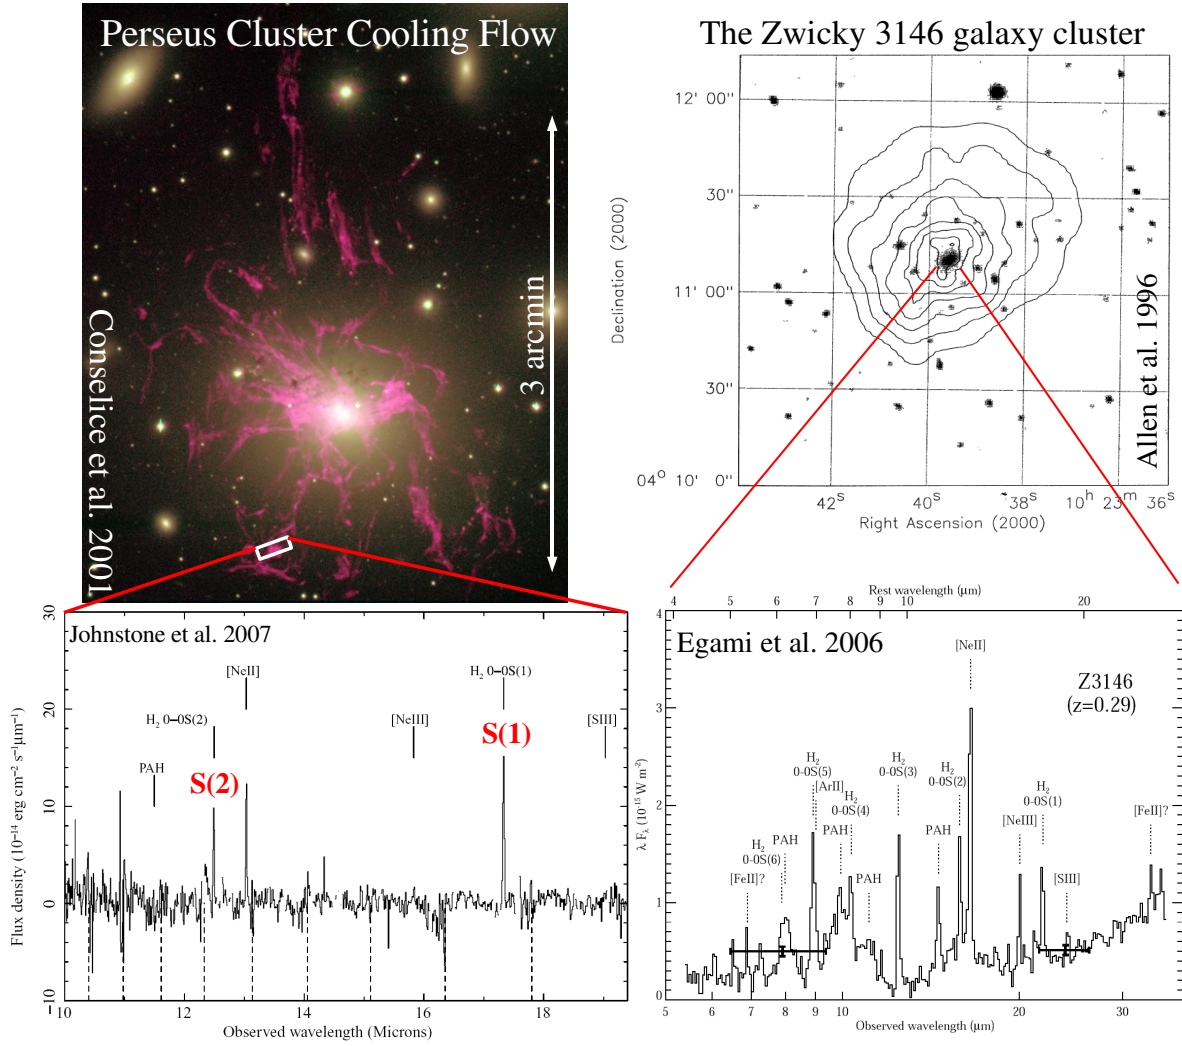 Perseus Cluster Cooling Flow
Conselice et al. 2001
3 arcmin
The Zwicky 3146 galaxy cluster
Declination (2000)
12' 00"
30"
11' 00"
30"
04° 10' 0"
42s 40s 38s 10h 23m 36s
Right Ascension (2000)
Allen et al. 1996
Johnstone et al. 2007
[NeII]
H2 0−0S(1)
H2 0−0S(2)
[NeIII]
[SIII]
S(1)
PAH
S(2)
Flux density (10−14 erg cm−2 s−1μm−1)
30
20
10
0
−10
10 12 14 16 18
Observed wavelength (Microns)
Rest wavelength (μm)
4 5 6 7 8 9 10 20
Egami et al. 2006
[NeII]
Z3146
(z=0.29)
H2
0-0S(5)
[ArII]
H2
0-0S(4)
H2
0-0S(3)
H2
0-0S(2)
H2
0-0S(1)
[FeII]?
[NeIII]
PAH
PAH
PAH
H2
0-0S(6)
[FeII]?
PAH
[SIII]
λ Fλ (10-15 W m-2)
4
3
2
1
0
5 6 7 8 9 10 20 30
Observed wavelength (μm)